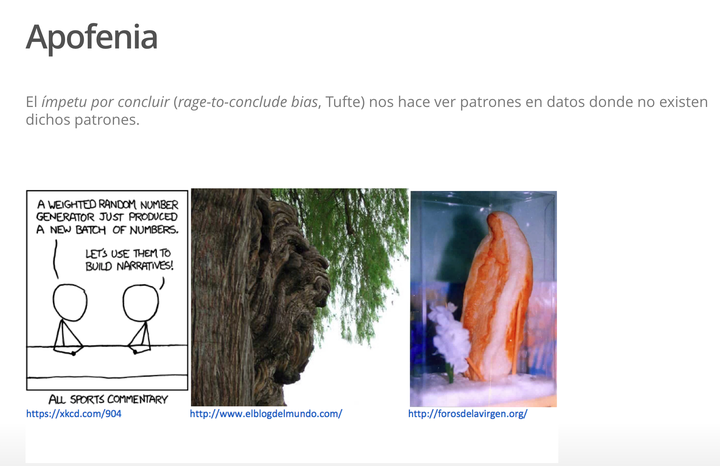 Apofenia
El ímpetu por concluir (rage-to-conclude bias, Tufte) nos hace ver patrones en datos donde no existen
dichos patrones.
A WEIGHTED RANDOM NUMBER
GENERATOR JUST PRODUCED
A NEW BATCH OF NUMBERS.
LET'S USE THEM TO
BUILD NARRATIVES!
ALL SPORTS COMMENTARY
https://xkcd.com/904
http://www.elblogdelmundo.com/
http://forosdelavirgen.org/